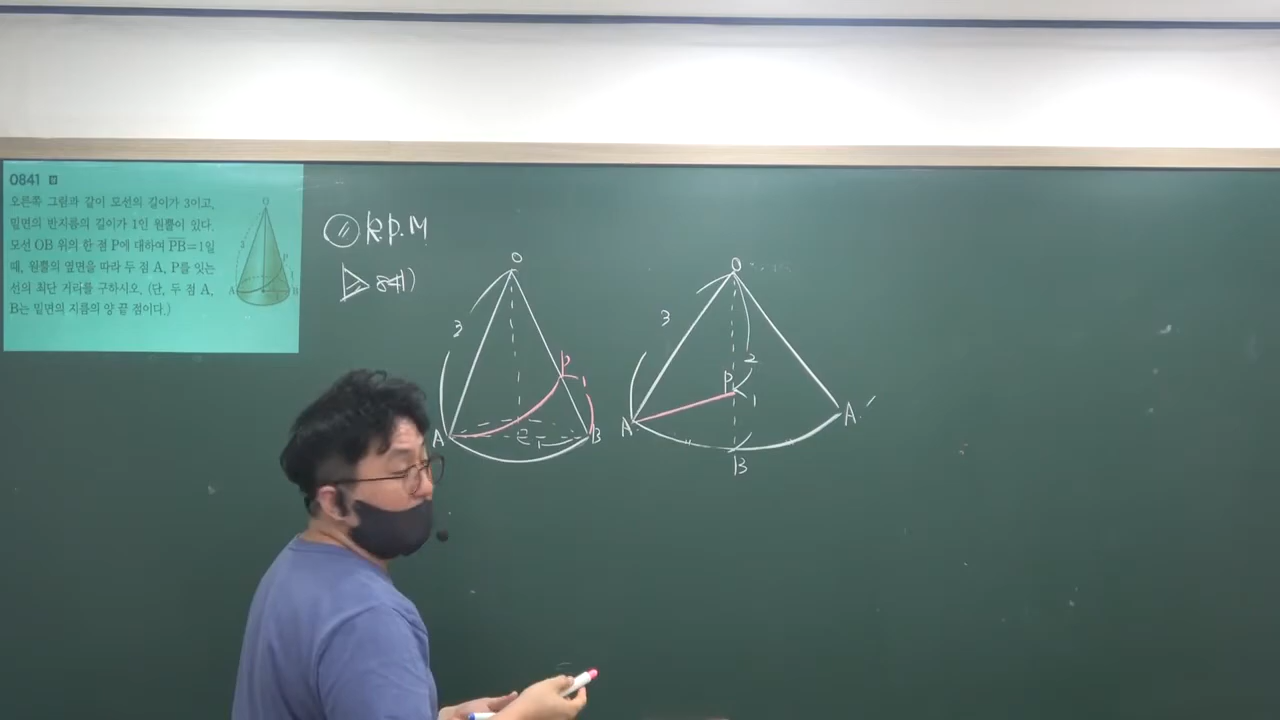 0841 중
오른쪽 그림과 같이 모선의 길이가 3이고,
밑면의 반지름의 길이가 1인 원뿔이 있다.
모선 OB 위의 한 점 P에 대하여 PB=1일
때, 원뿔의 옆면을 따라 두 점 A, P를 잇는
선의 최단 거리를 구하시오. (단, 두 점 A,
B는 밑면의 지름의 양 끝 점이다.)
O
3
P
1
A
B
R.P.M
841)
O
3
P
1
A
1
B
O
3
2
P
1
A
A′
B